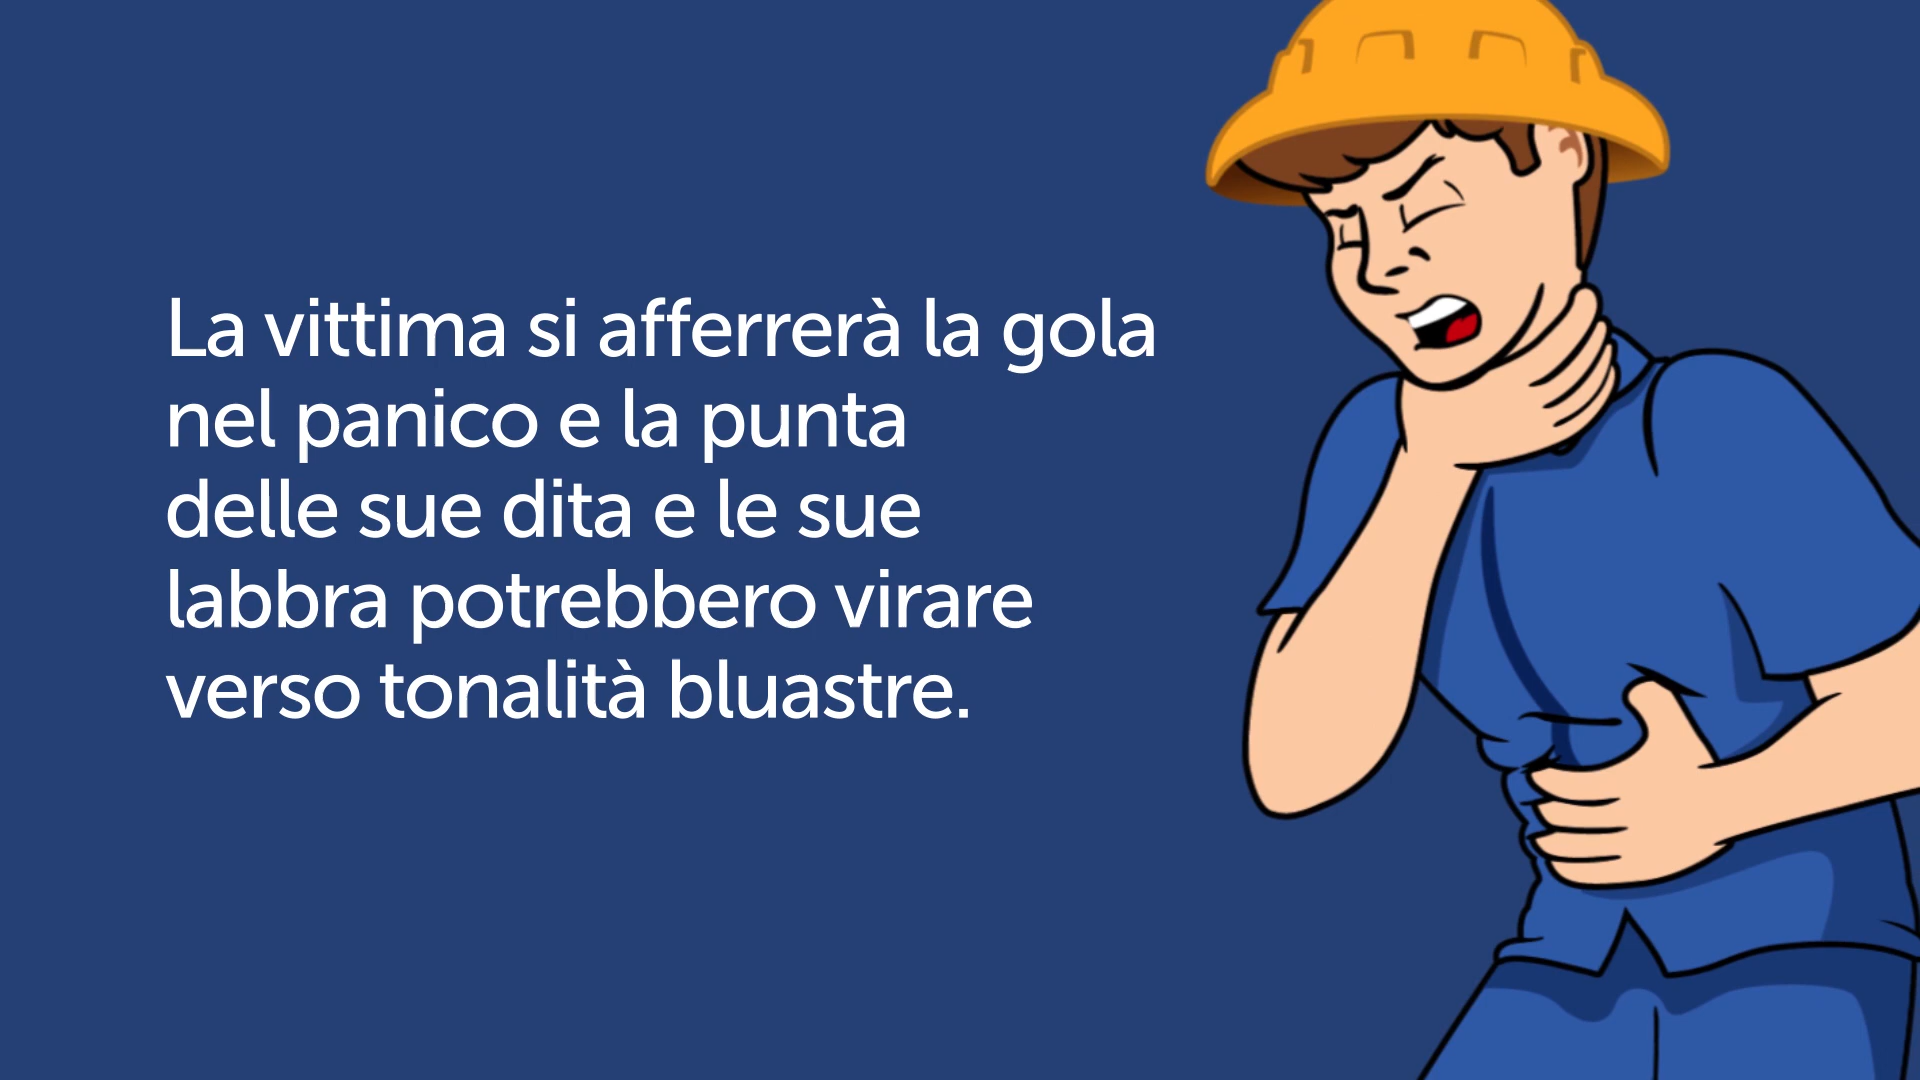 La vittima si afferrerà la gola
nel panico e la punta
delle sue dita e le sue
labbra potrebbero virare
verso tonalità bluastre.